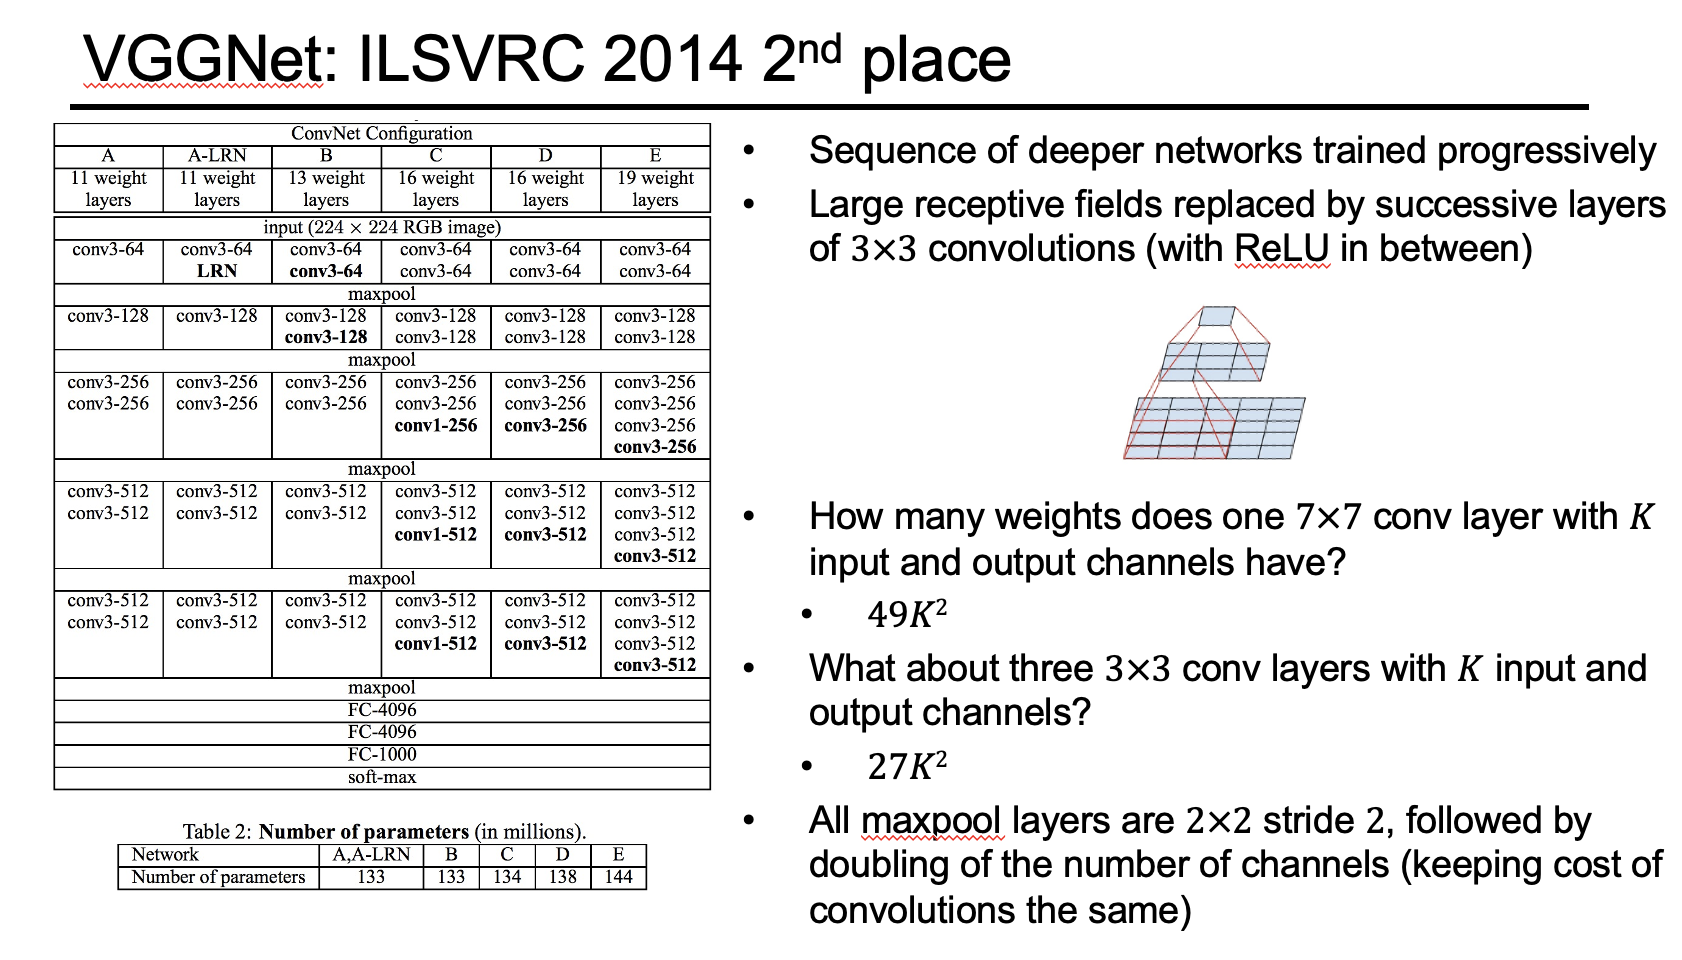 VGGNet: ILSVRC 2014 2nd place
ConvNet Configuration
A A-LRN B C D E
11 weight 11 weight 13 weight 16 weight 16 weight 19 weight
layers layers layers layers layers layers
input (224 × 224 RGB image)
conv3-64 conv3-64 conv3-64 conv3-64 conv3-64 conv3-64
LRN conv3-64 conv3-64 conv3-64 conv3-64
maxpool
conv3-128 conv3-128 conv3-128 conv3-128 conv3-128 conv3-128
conv3-128 conv3-128 conv3-128 conv3-128
maxpool
conv3-256 conv3-256 conv3-256 conv3-256 conv3-256 conv3-256
conv3-256 conv3-256 conv3-256 conv3-256 conv3-256 conv3-256
conv1-256 conv3-256 conv3-256
conv3-256
maxpool
conv3-512 conv3-512 conv3-512 conv3-512 conv3-512 conv3-512
conv3-512 conv3-512 conv3-512 conv3-512 conv3-512 conv3-512
conv1-512 conv3-512 conv3-512
conv3-512
maxpool
conv3-512 conv3-512 conv3-512 conv3-512 conv3-512 conv3-512
conv3-512 conv3-512 conv3-512 conv3-512 conv3-512 conv3-512
conv1-512 conv3-512 conv3-512
conv3-512
maxpool
FC-4096
FC-4096
FC-1000
soft-max
Table 2: Number of parameters (in millions).
Network A,A-LRN B C D E
Number of parameters 133 133 134 138 144
• Sequence of deeper networks trained progressively
• Large receptive fields replaced by successive layers
of 3×3 convolutions (with ReLU in between)
• How many weights does one 7×7 conv layer with K
input and output channels have?
• 49K²
• What about three 3×3 conv layers with K input and
output channels?
• 27K²
• All maxpool layers are 2×2 stride 2, followed by
doubling of the number of channels (keeping cost of
convolutions the same)